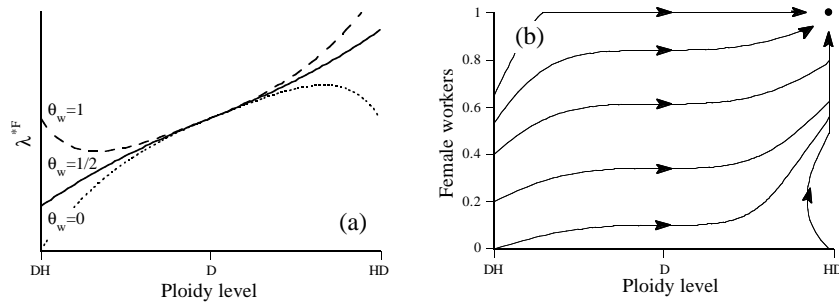 λ*F
θw=1
θw=1/2
θw=0
(a)
DH D HD
Ploidy level
(b)
Female workers
1
0.8
0.6
0.4
0.2
0
DH D HD
Ploidy level